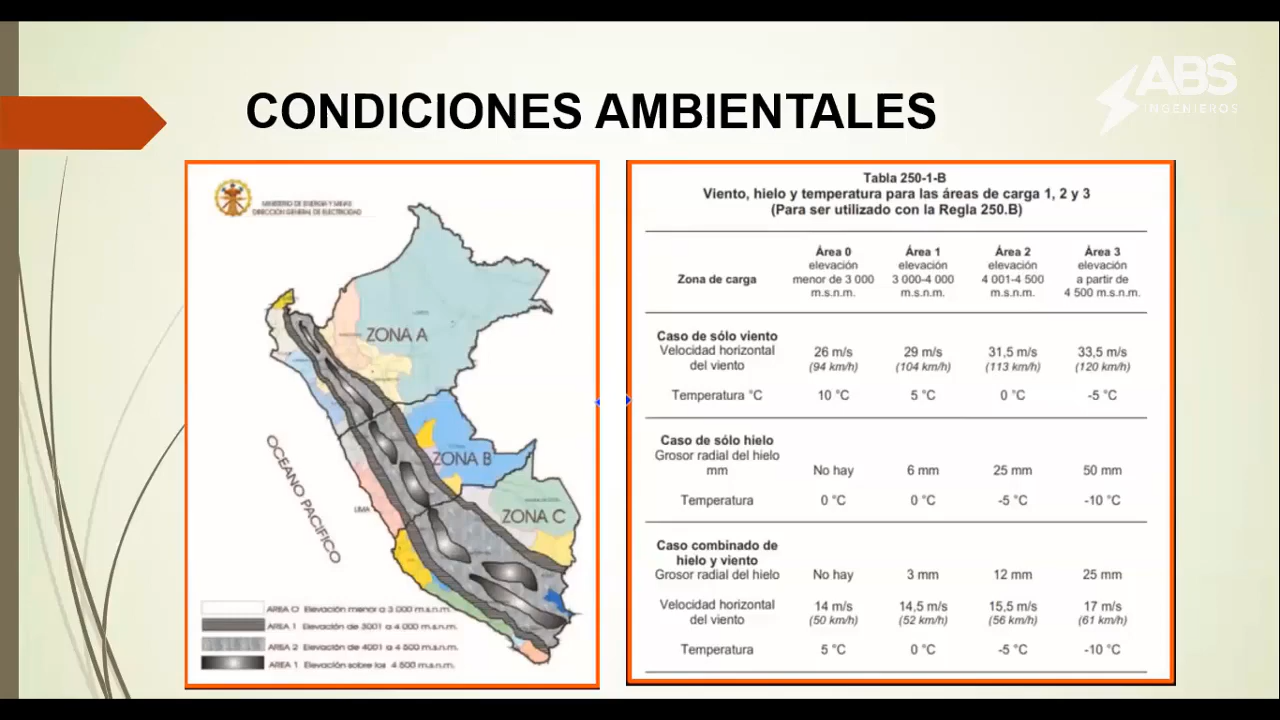 CONDICIONES AMBIENTALES
ABS
INGENIEROS
MINISTERIO DE ENERGIA Y MINAS
DIRECCIÓN GENERAL DE ELECTRICIDAD
ZONA A
ZONA B
ZONA C
LIMA
OCEANO PACIFICO
AREA O Elevación menor a 3 000 m.s.n.m.
AREA 1 Elevación de 3001 a 4 000 m.s.n.m.
AREA 2 Elevación de 4001 a 4 500 m.s.n.m.
AREA 1 Elevación sobre los 4 500 m.s.n.m.
Tabla 250-1-B
Viento, hielo y temperatura para las áreas de carga 1, 2 y 3
(Para ser utilizado con la Regla 250.B)
Zona de carga
Área 0 elevación menor de 3 000 m.s.n.m.
Área 1 elevación 3 000-4 000 m.s.n.m.
Área 2 elevación 4 001-4 500 m.s.n.m.
Área 3 elevación a partir de 4 500 m.s.n.m.
Caso de sólo viento
Velocidad horizontal del viento
26 m/s 29 m/s 31,5 m/s 33,5 m/s
(94 km/h) (104 km/h) (113 km/h) (120 km/h)
Temperatura °C 10 °C 5 °C 0 °C -5 °C
Caso de sólo hielo
Grosor radial del hielo
mm No hay 6 mm 25 mm 50 mm
Temperatura 0 °C 0 °C -5 °C -10 °C
Caso combinado de
hielo y viento
Grosor radial del hielo No hay 3 mm 12 mm 25 mm
Velocidad horizontal 14 m/s 14,5 m/s 15,5 m/s 17 m/s
del viento (50 km/h) (52 km/h) (56 km/h) (61 km/h)
Temperatura 5 °C 0 °C -5 °C -10 °C